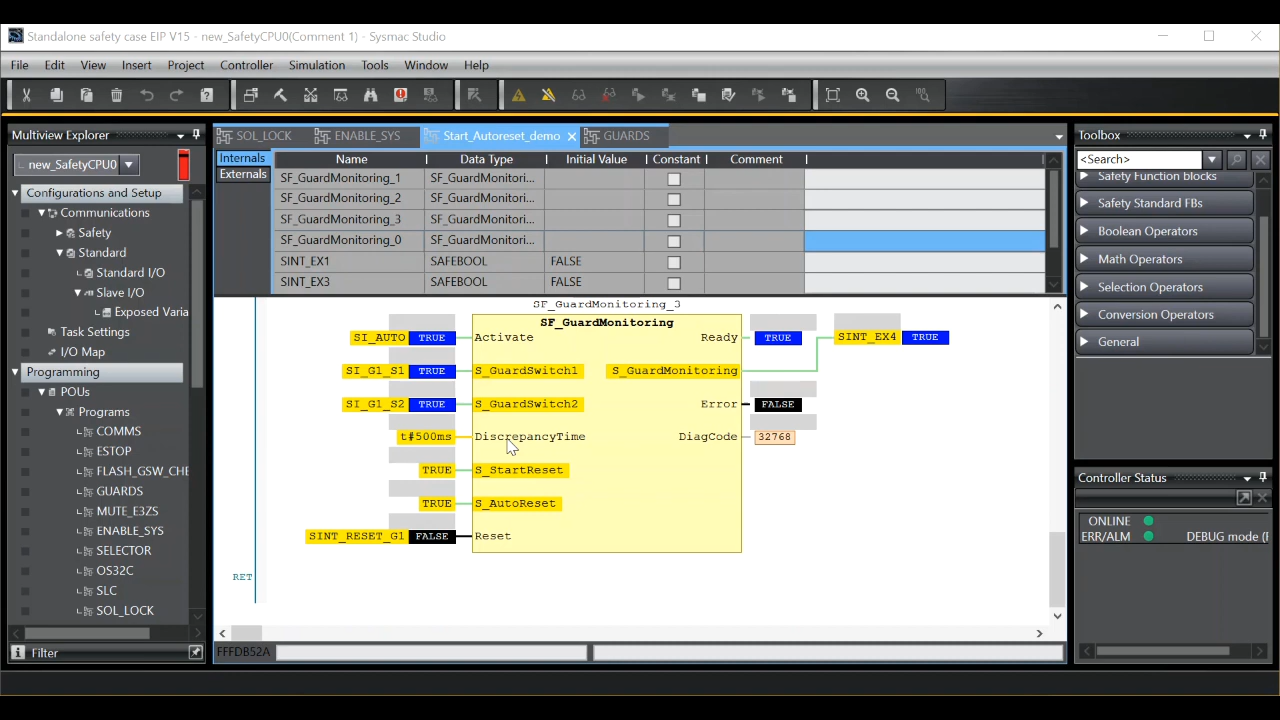 Standalone safety case EIP V15 - new_SafetyCPU0(Comment 1) - Sysmac Studio
File Edit View Insert Project Controller Simulation Tools Window Help
Multiview Explorer
new_SafetyCPU0
Configurations and Setup
Communications
Safety
Standard
Standard I/O
Slave I/O
Exposed Varia
Task Settings
I/O Map
Programming
POUs
Programs
COMMS
ESTOP
FLASH_GSW_CHE
GUARDS
MUTE_E3ZS
ENABLE_SYS
SELECTOR
OS32C
SLC
SOL_LOCK
Filter
SOL_LOCK ENABLE_SYS Start_Autoreset_demo GUARDS
Internals
Externals
Name Data Type Initial Value Constant Comment
SF_GuardMonitoring_1 SF_GuardMonitori...
SF_GuardMonitoring_2 SF_GuardMonitori...
SF_GuardMonitoring_3 SF_GuardMonitori...
SF_GuardMonitoring_0 SF_GuardMonitori...
SINT_EX1 SAFEBOOL FALSE
SINT_EX3 SAFEBOOL FALSE
SF_GuardMonitoring_3
SF_GuardMonitoring
SI_AUTO TRUE Activate Ready TRUE SINT_EX4 TRUE
SI_G1_S1 TRUE S_GuardSwitch1 S_GuardMonitoring
SI_G1_S2 TRUE S_GuardSwitch2 Error FALSE
t#500ms DiscrepancyTime DiagCode 32768
TRUE S_StartReset
TRUE S_AutoReset
SINT_RESET_G1 FALSE Reset
RET
FFFDB52A
Toolbox
<Search>
Safety Function blocks
Safety Standard FBs
Boolean Operators
Math Operators
Selection Operators
Conversion Operators
General
Controller Status
ONLINE
ERR/ALM DEBUG mode (F